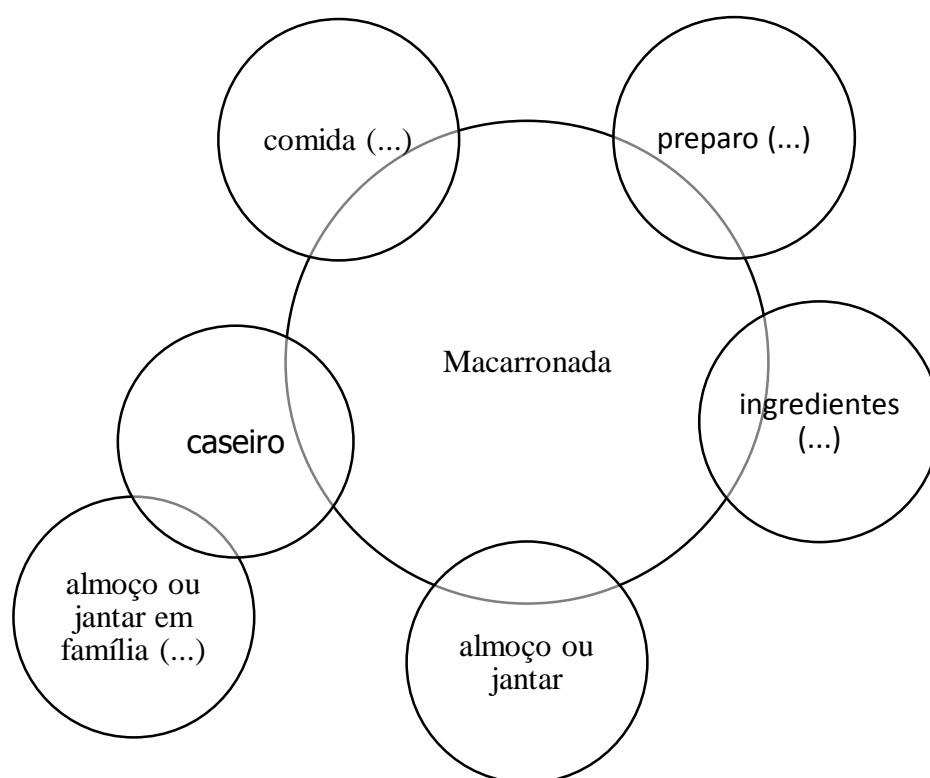 comida (...)
preparo (...)
Macarronada
ingredientes
(...)
caseiro
almoço ou
jantar em
família (...)
almoço ou
jantar